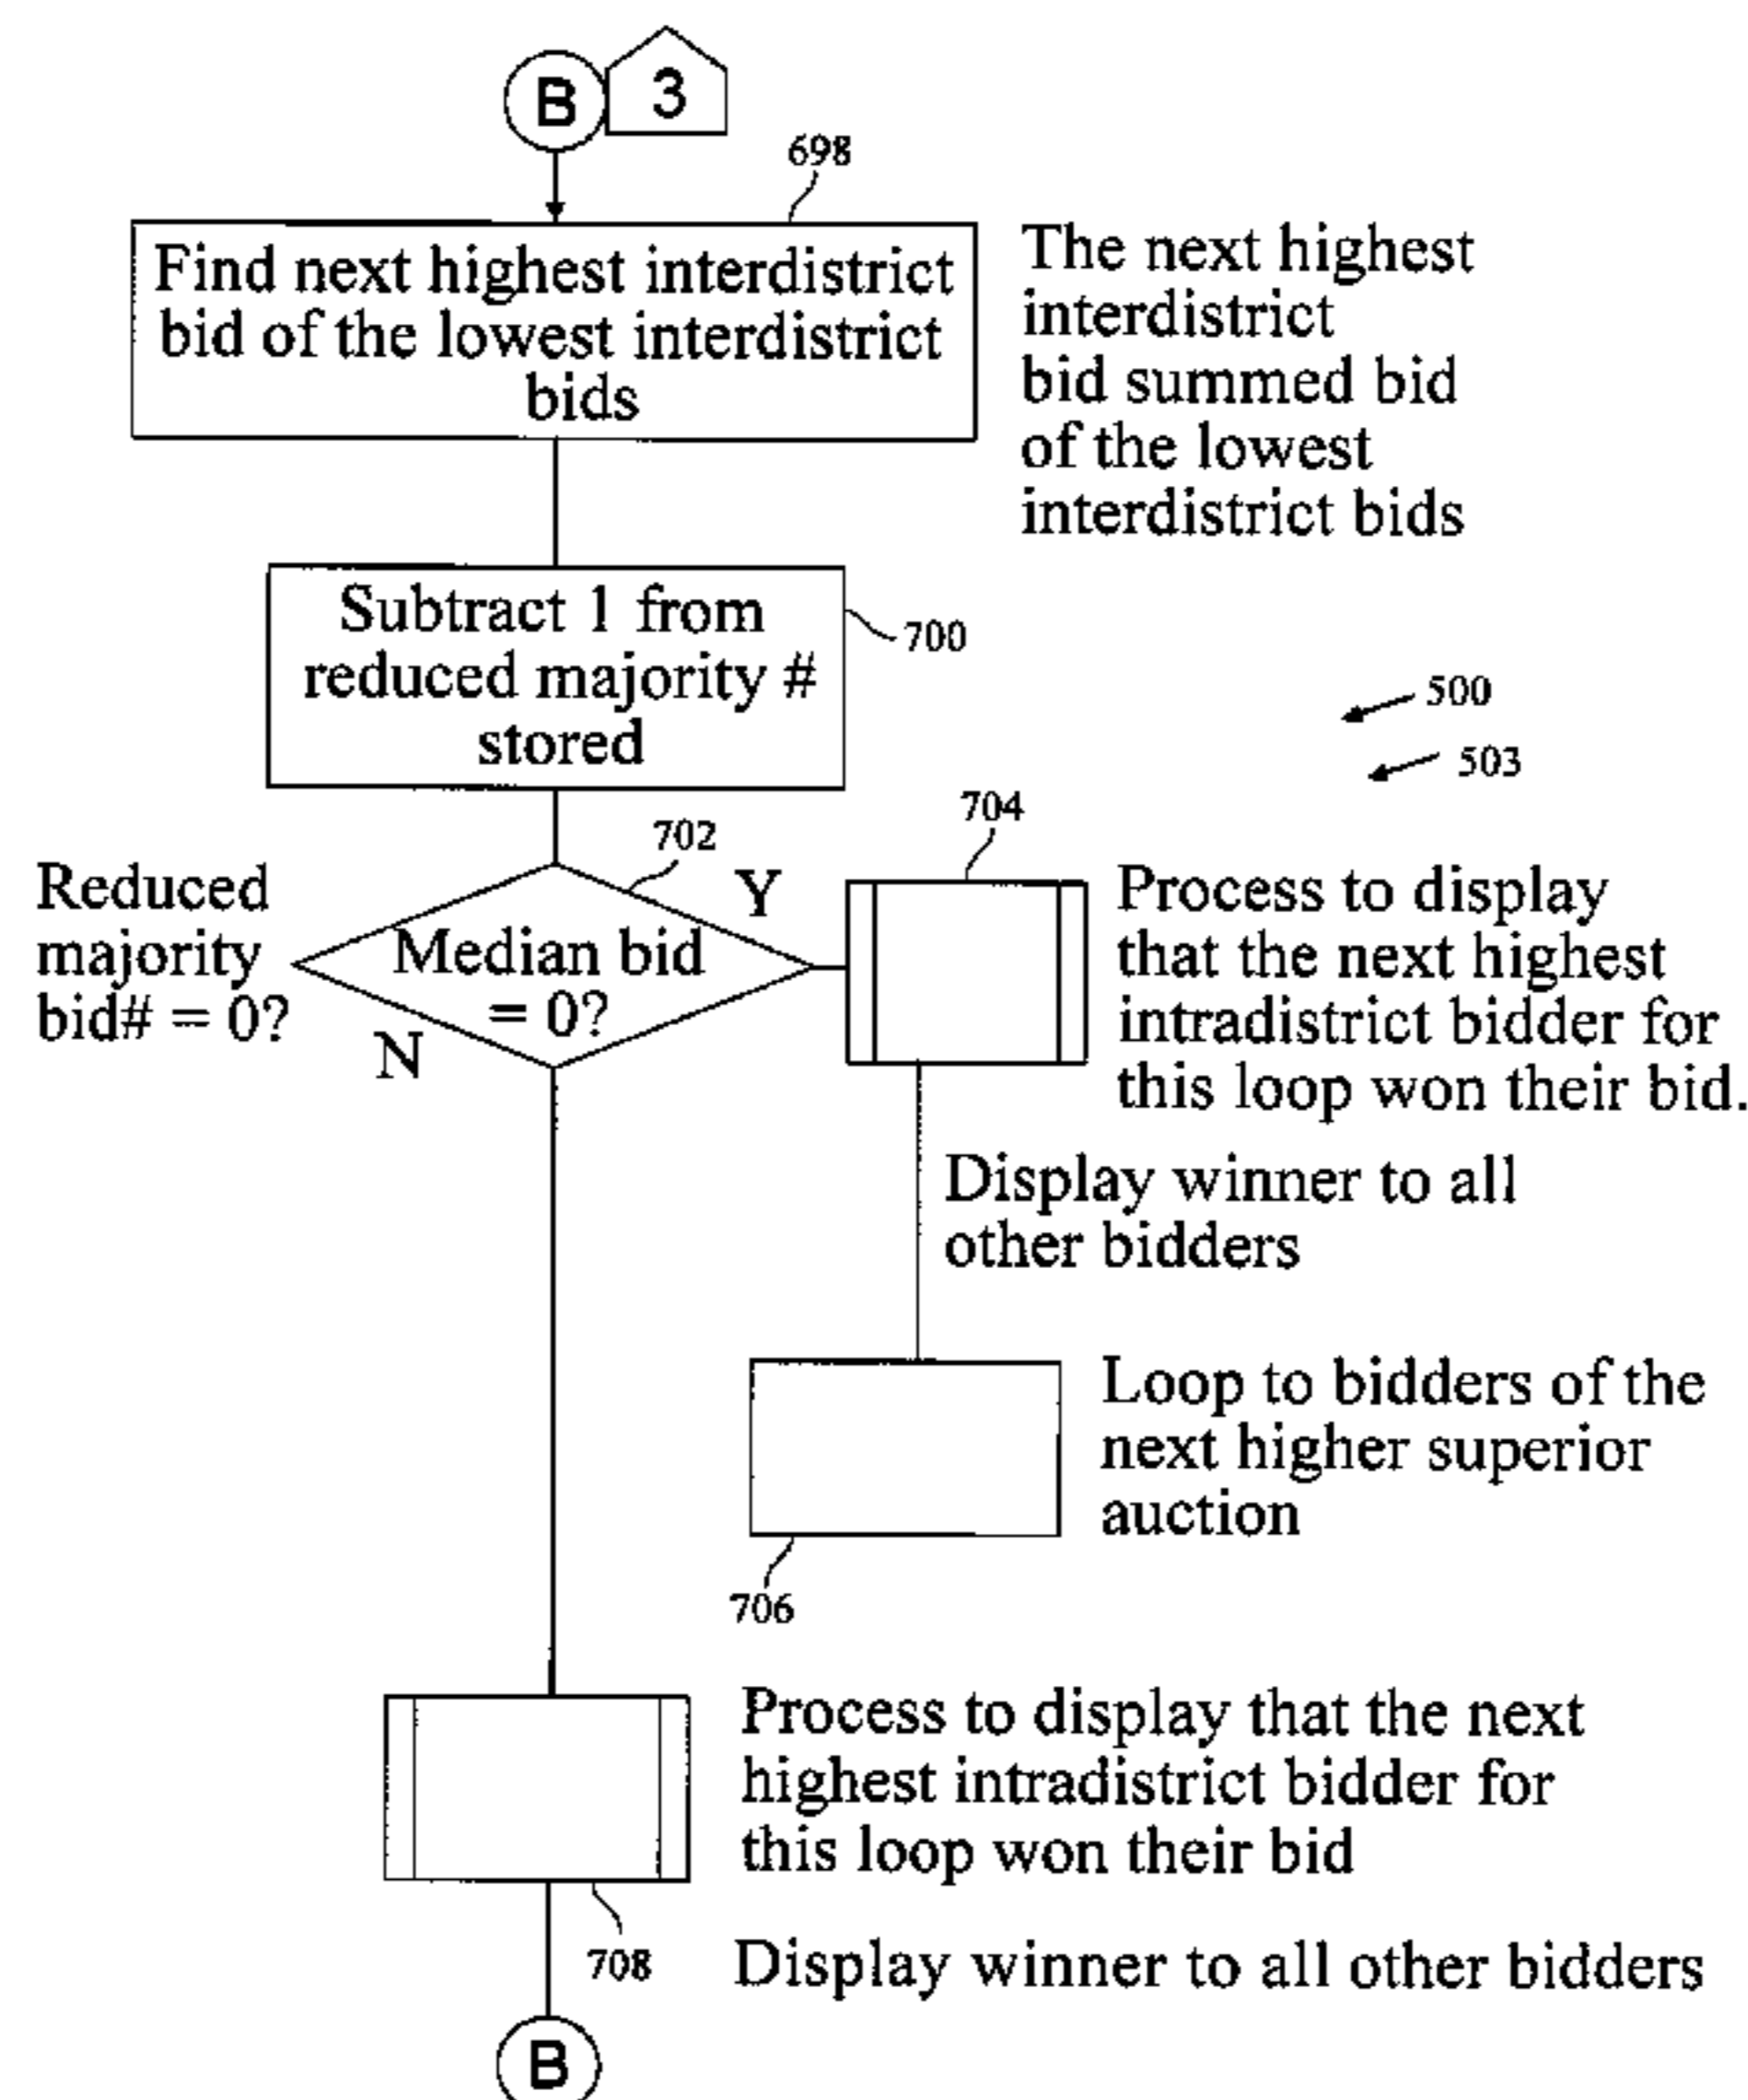 B
3
698
Find next highest interdistrict
bid of the lowest interdistrict
bids
The next highest
interdistrict
bid summed bid
of the lowest
interdistrict bids
Subtract 1 from
reduced majority #
stored
700
500
503
702
704
Reduced
majority
bid# = 0?
Median bid
= 0?
Y
N
Process to display
that the next highest
intradistrict bidder for
this loop won their bid.
Display winner to all
other bidders
Loop to bidders of the
next higher superior
auction
706
Process to display that the next
highest intradistrict bidder for
this loop won their bid
708
Display winner to all other bidders
B